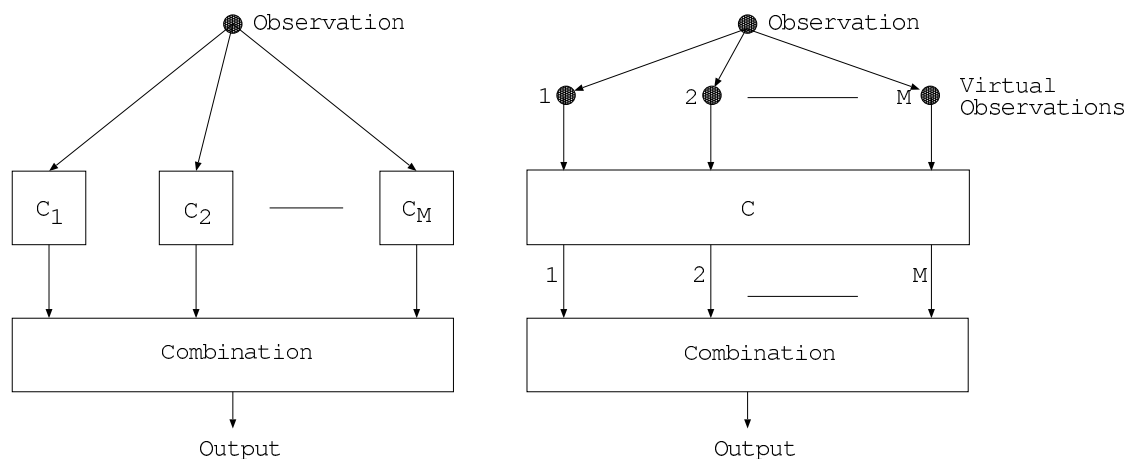 Observation
C1
C2
CM
Combination
Output
Observation
1
2
M
Virtual
Observations
C
1
2
M
Combination
Output